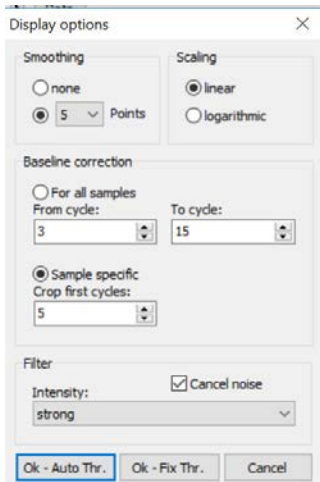 Display options
Smoothing
none
5 Points
Scaling
linear
logarithmic
Baseline correction
For all samples
From cycle: To cycle:
3 15
Sample specific
Crop first cycles:
5
Filter
Intensity: Cancel noise
strong
Ok - Auto Thr. Ok - Fix Thr. Cancel